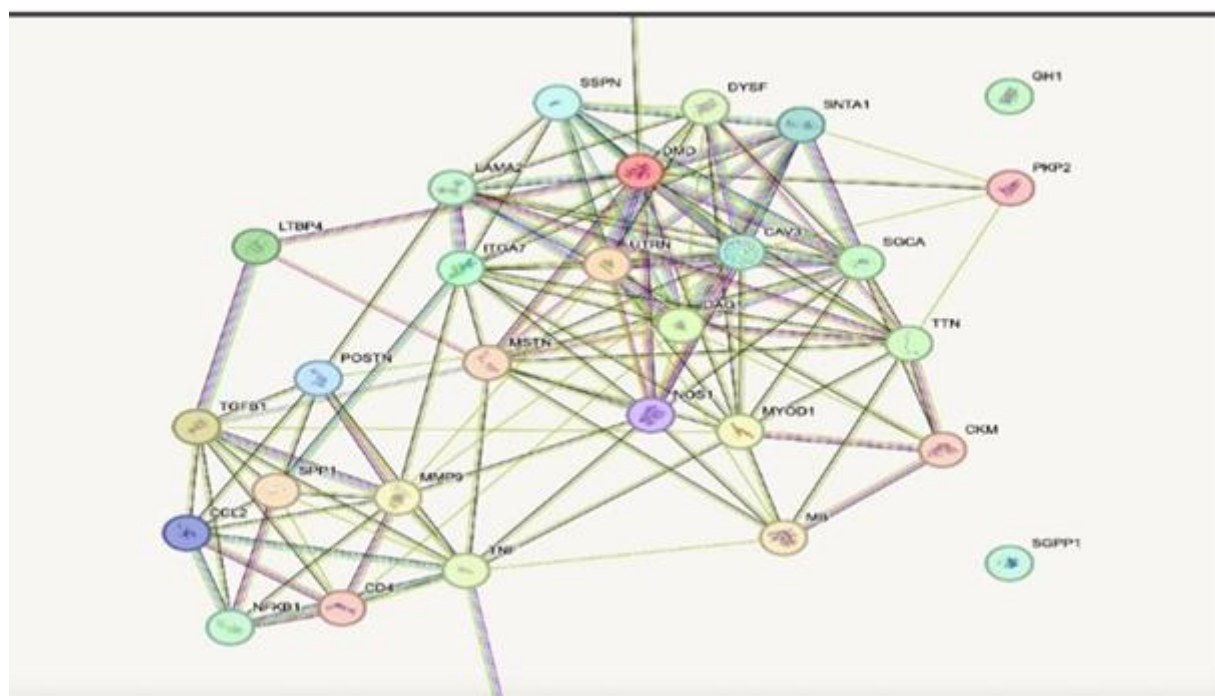 GH1
SSPN
DYSF
SNTA1
DMD
PKP2
LAMA2
LTBP4
ITGA7
UTRN
CAV3
SGCA
DAG1
TTN
MSTN
POSTN
NOS1
MYOD1
TGFB1
CKM
SPP1
MMP9
CCL2
MB
TNF
SGPP1
CD4
NFKB1